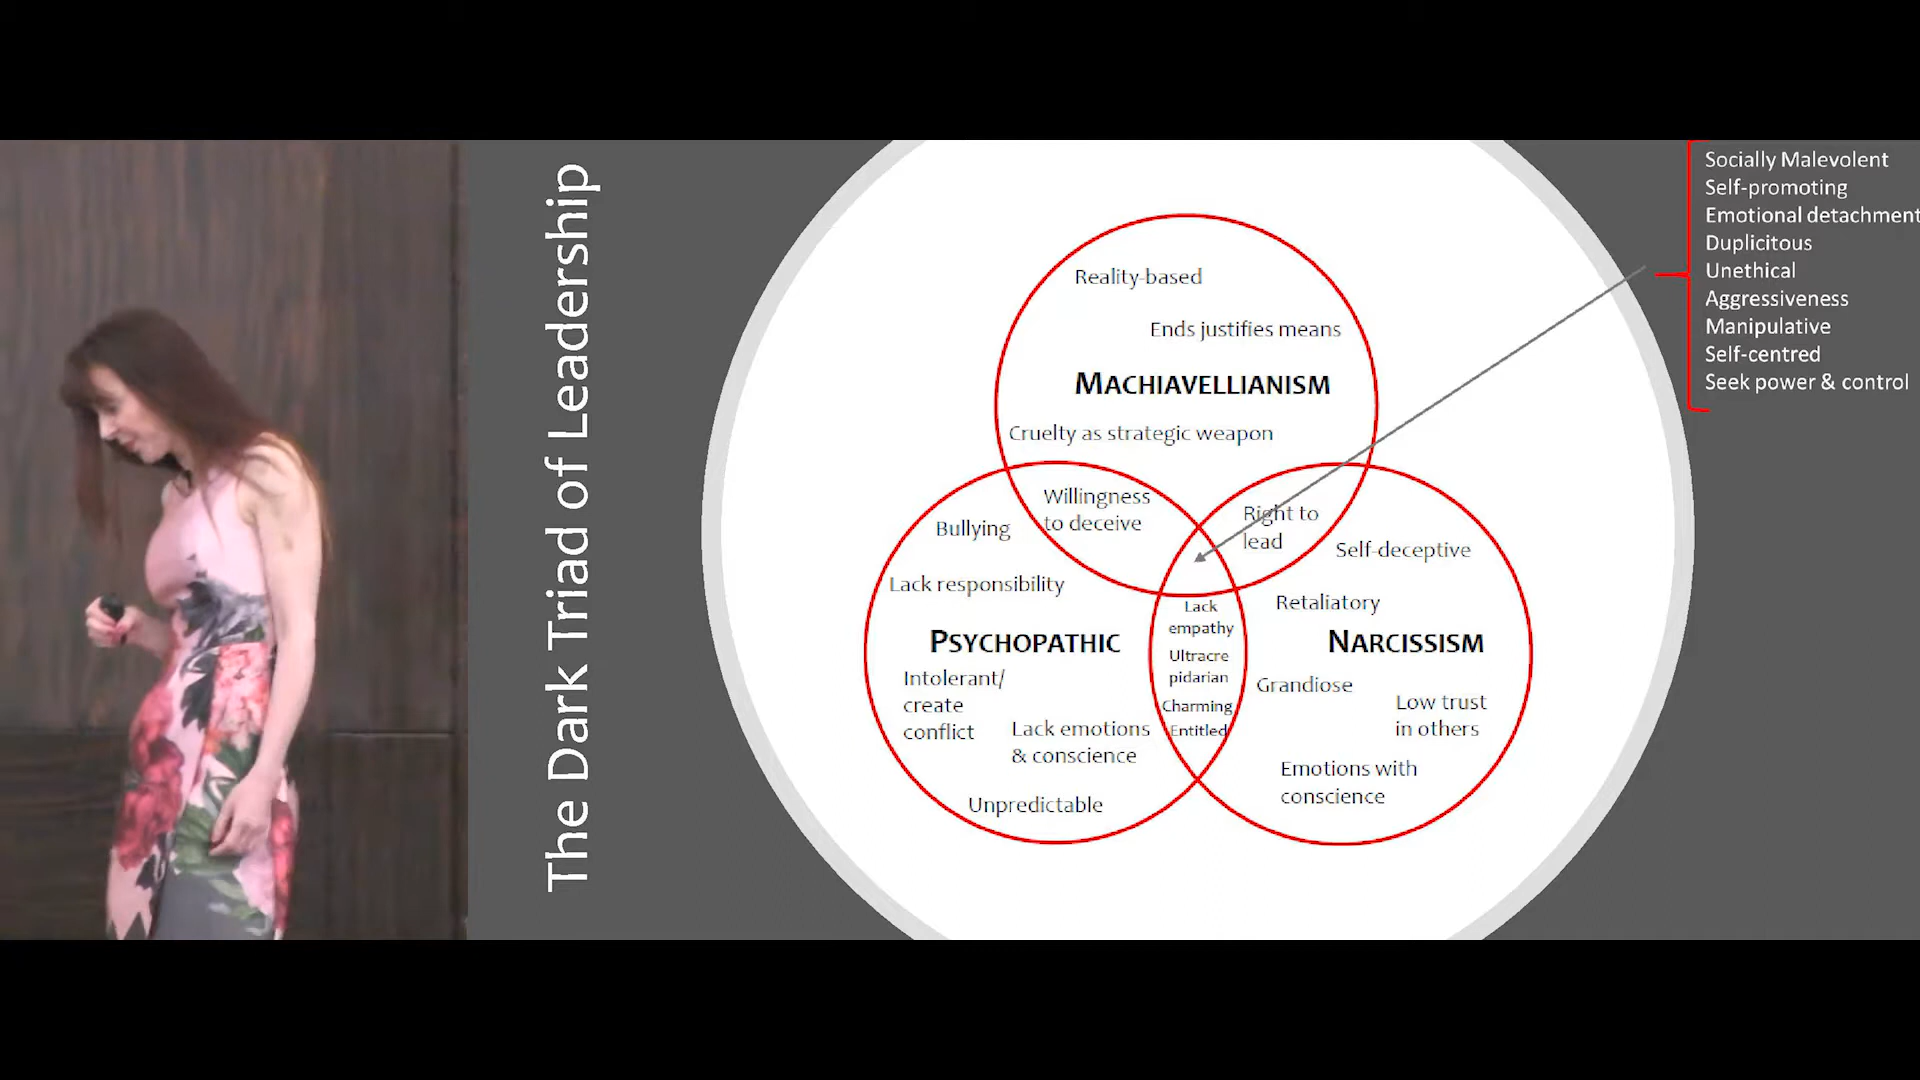 The Dark Triad of Leadership
Reality-based
Ends justifies means
MACHIAVELLIANISM
Cruelty as strategic weapon
Willingness
to deceive
Right to
lead
Bullying
Lack responsibility
PSYCHOPATHIC
Intolerant/
create
conflict
Lack emotions
& conscience
Unpredictable
Lack
empathy
Ultracre
pidarian
Charming
Entitled
Self-deceptive
Retaliatory
NARCISSISM
Grandiose
Low trust
in others
Emotions with
conscience
Socially Malevolent
Self-promoting
Emotional detachment
Duplicitous
Unethical
Aggressiveness
Manipulative
Self-centred
Seek power & control